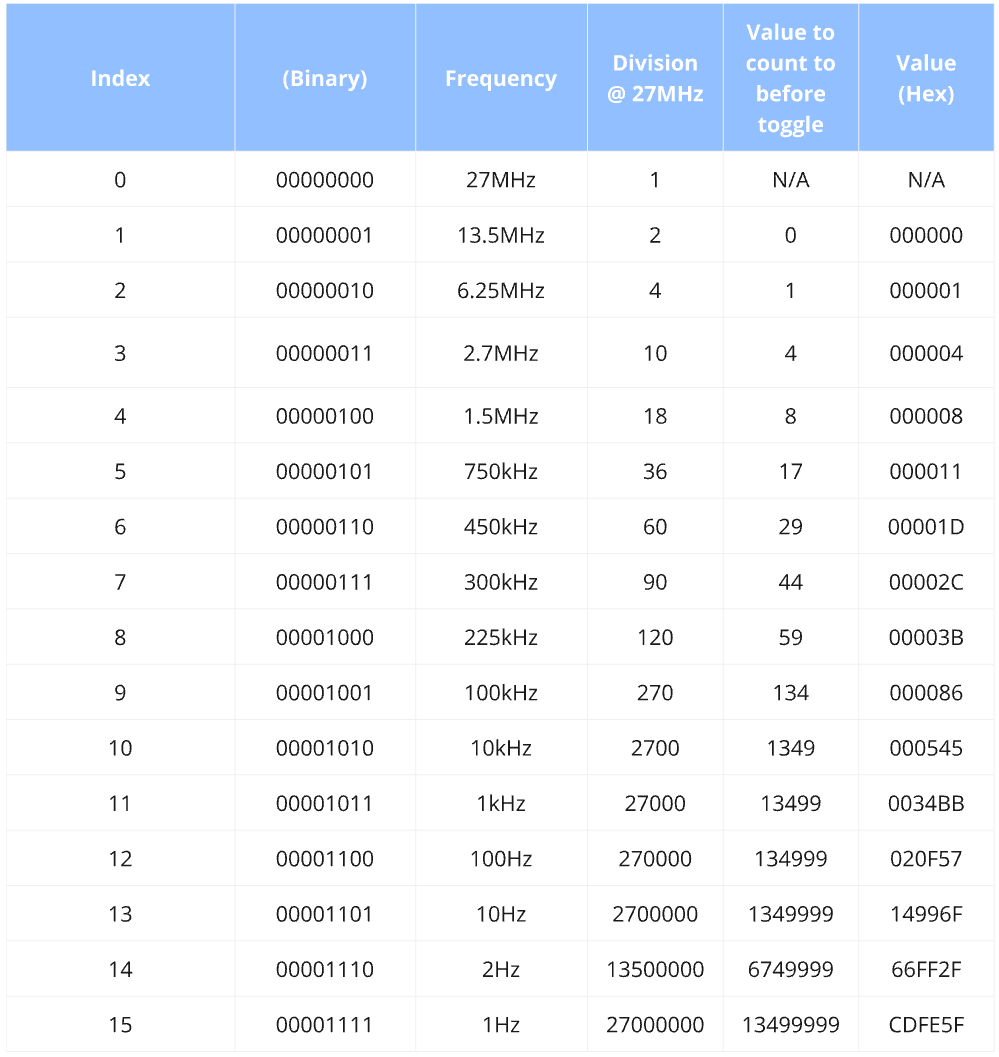 Index (Binary) Frequency Division @ 27MHz Value to count to before toggle Value (Hex)
0 00000000 27MHz 1 N/A N/A
1 00000001 13.5MHz 2 0 000000
2 00000010 6.25MHz 4 1 000001
3 00000011 2.7MHz 10 4 000004
4 00000100 1.5MHz 18 8 000008
5 00000101 750kHz 36 17 000011
6 00000110 450kHz 60 29 00001D
7 00000111 300kHz 90 44 00002C
8 00001000 225kHz 120 59 00003B
9 00001001 100kHz 270 134 000086
10 00001010 10kHz 2700 1349 000545
11 00001011 1kHz 27000 13499 0034BB
12 00001100 100Hz 270000 134999 020F57
13 00001101 10Hz 2700000 1349999 14996F
14 00001110 2Hz 13500000 6749999 66FF2F
15 00001111 1Hz 27000000 13499999 CDFE5F